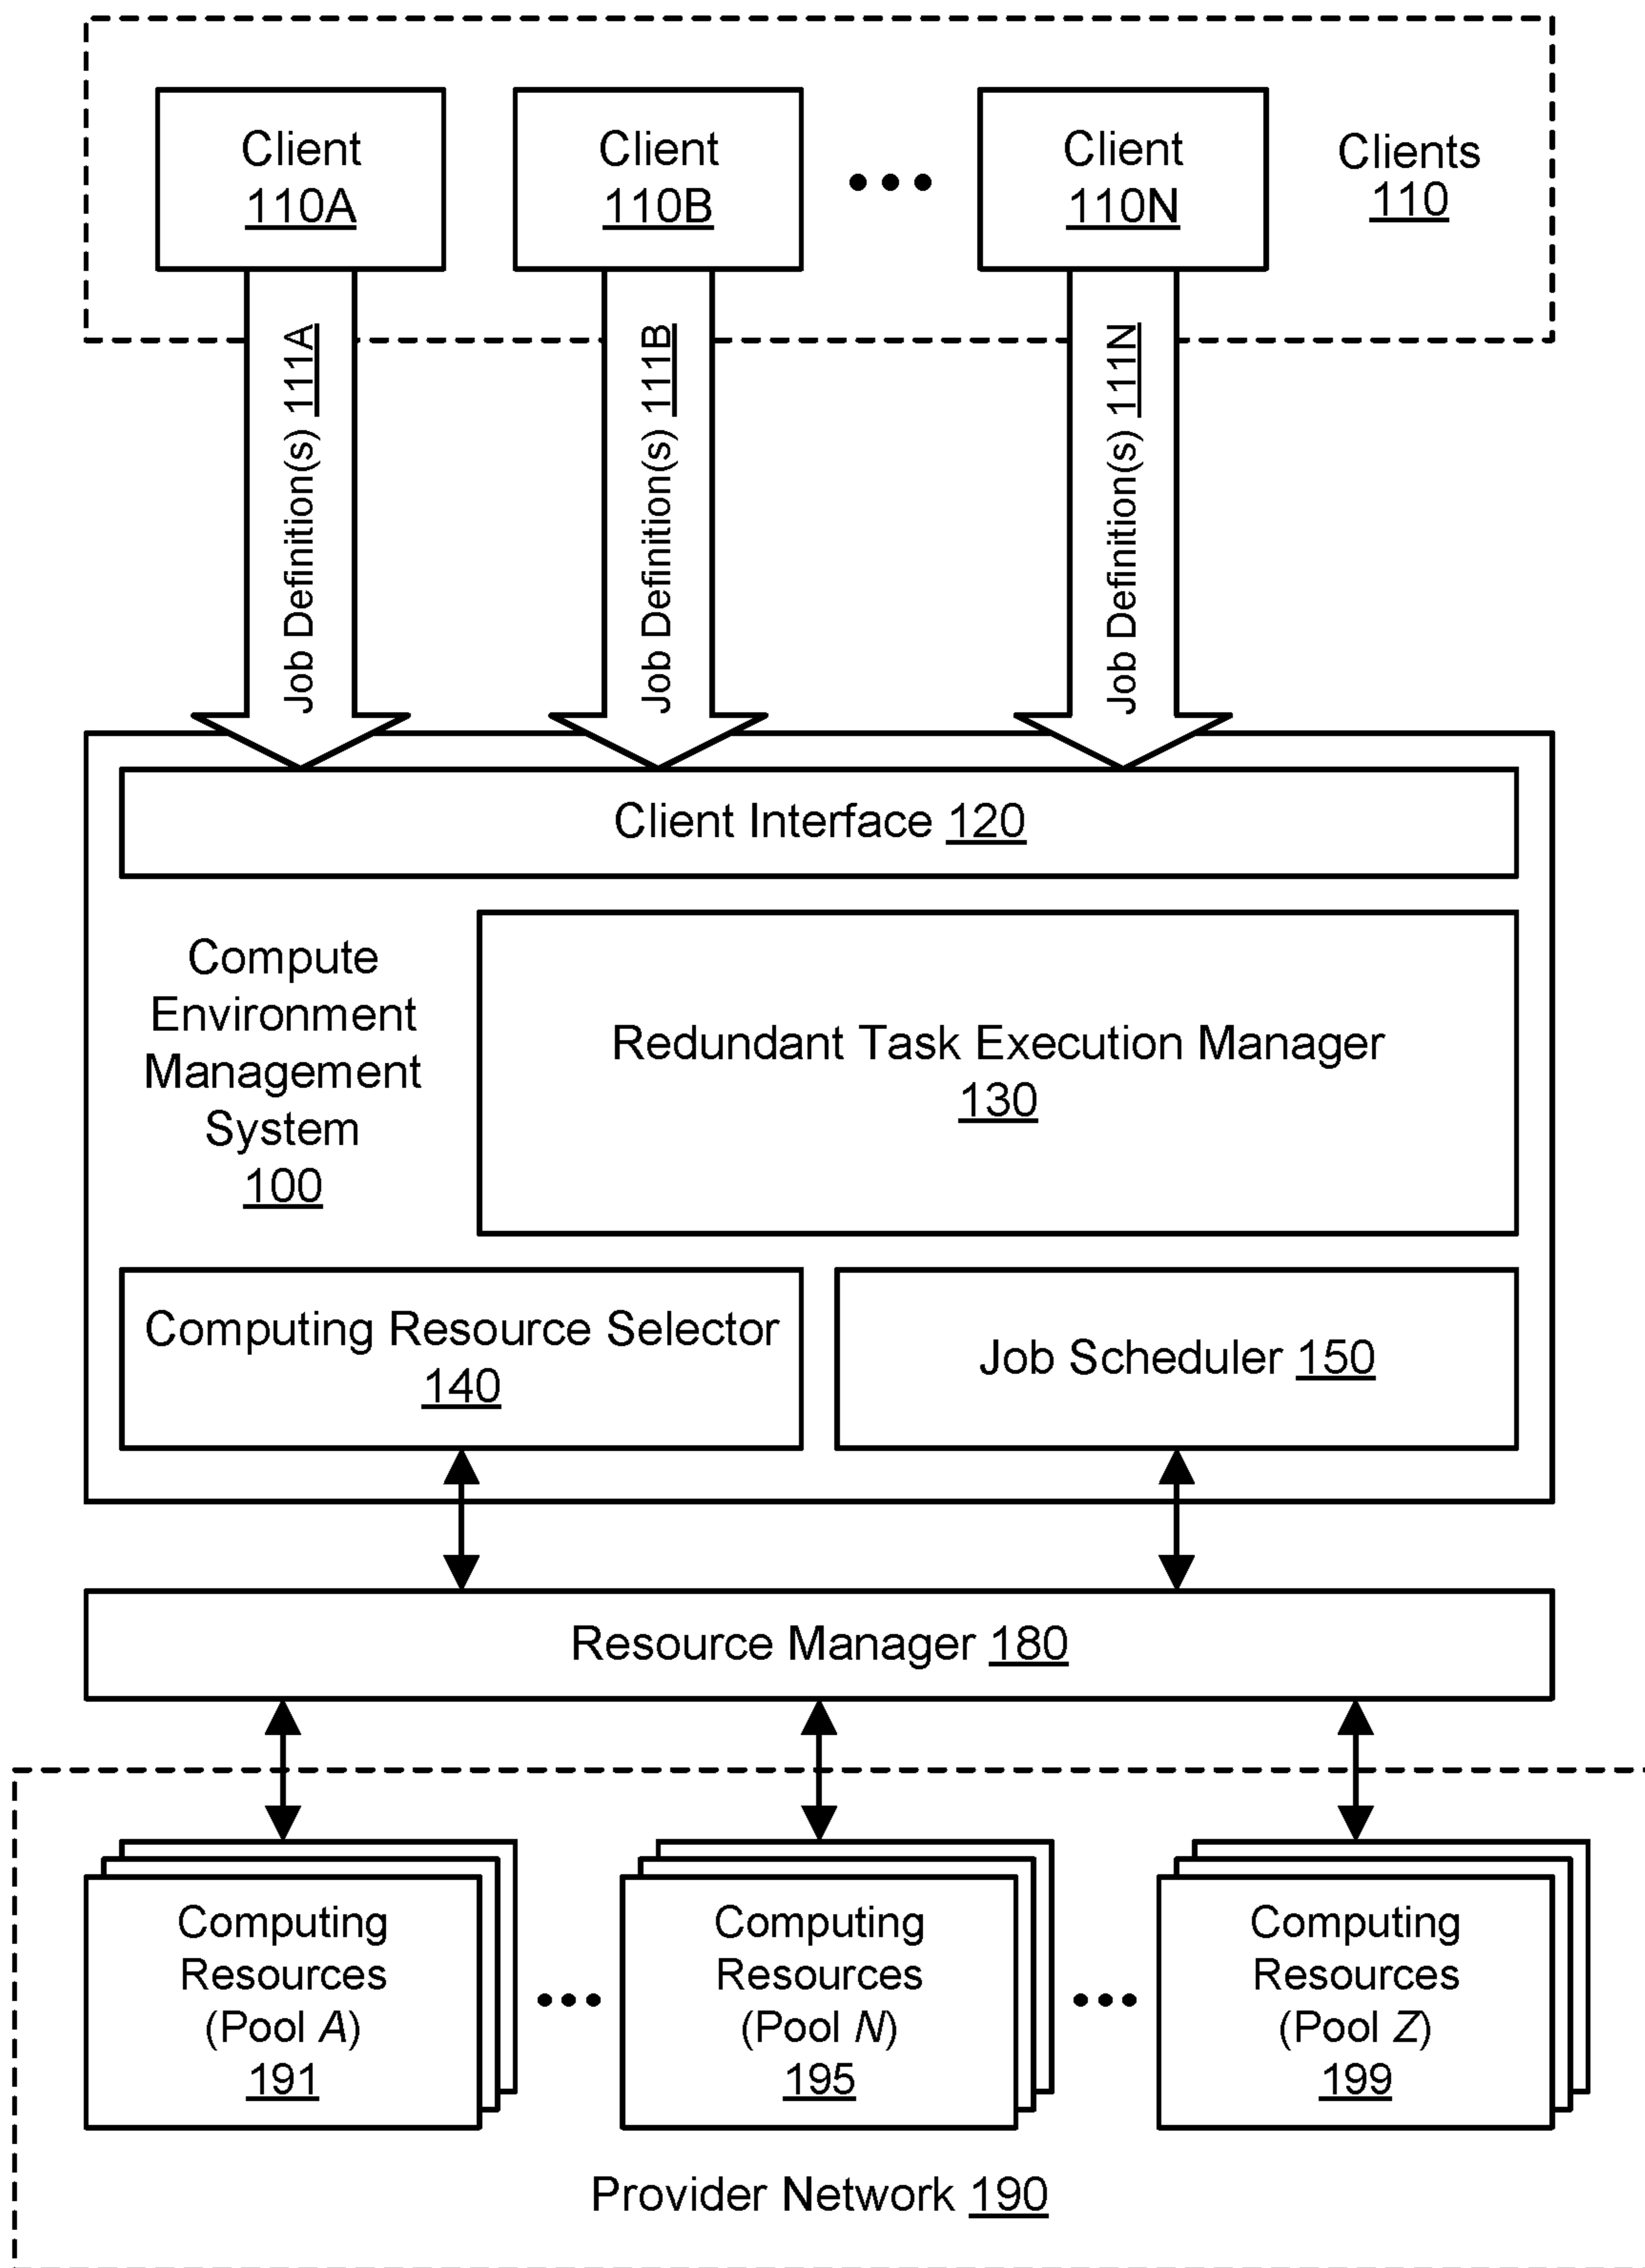 Client
110A
Client
110B
Client
110N
Clients
110
Job Definition(s) 111A
Job Definition(s) 111B
Job Definition(s) 111N
Client Interface 120
Compute
Environment
Management
System
100
Redundant Task Execution Manager
130
Computing Resource Selector
140
Job Scheduler 150
Resource Manager 180
Computing
Resources
(Pool A)
191
Computing
Resources
(Pool N)
195
Computing
Resources
(Pool Z)
199
Provider Network 190